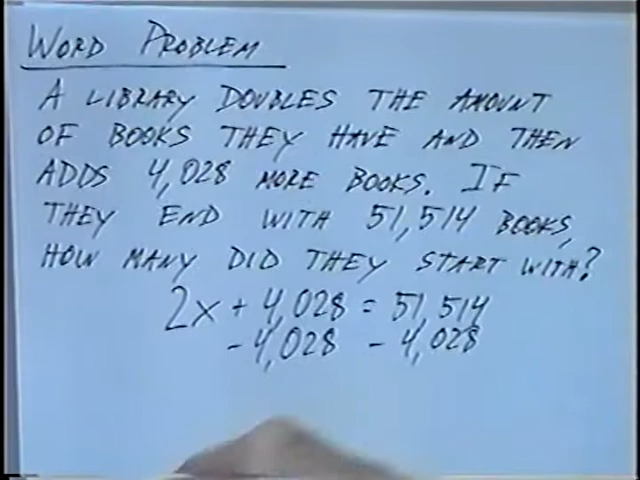 WORD PROBLEM
A LIBRARY DOUBLES THE AMOUNT
OF BOOKS THEY HAVE AND THEN
ADDS 4,028 MORE BOOKS. IF
THEY END WITH 51,514 BOOKS,
HOW MANY DID THEY START WITH?
2x + 4,028 = 51,514
- 4,028 - 4,028